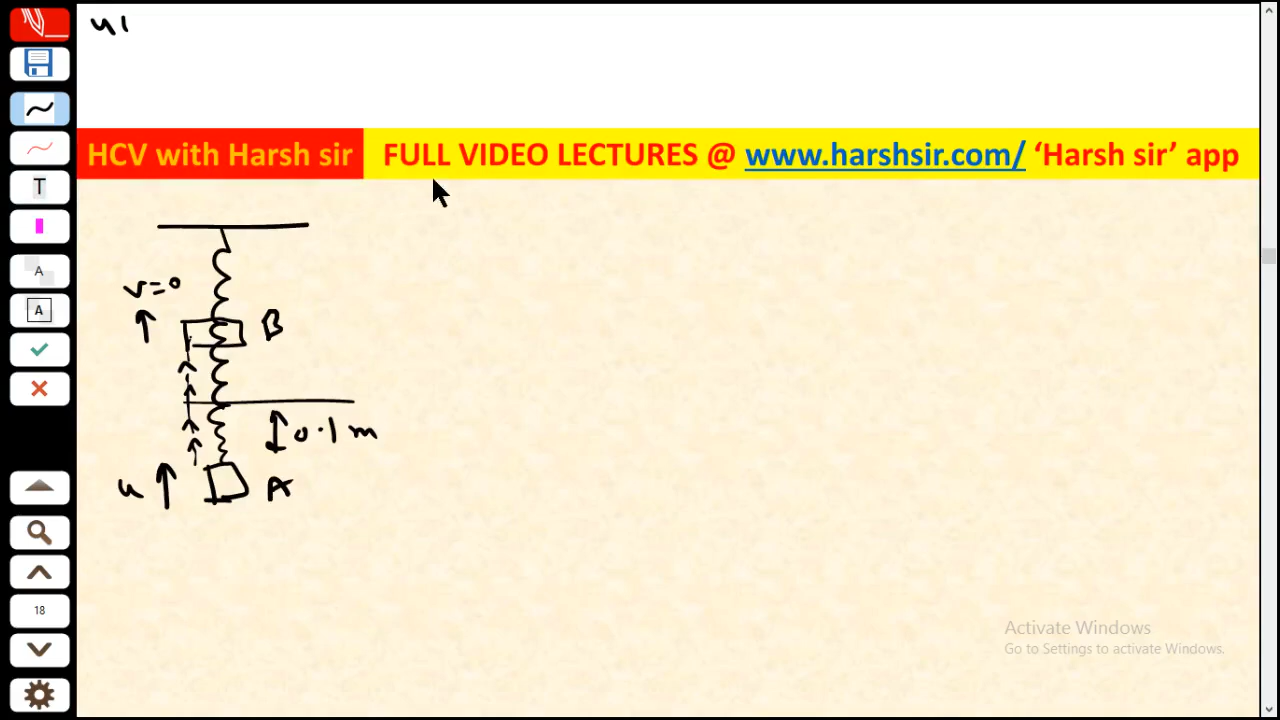 41
HCV with Harsh sir FULL VIDEO LECTURES @ www.harshsir.com/ 'Harsh sir' app
v=0
B
0.1 m
u
A
T
A
A
18
Activate Windows
Go to Settings to activate Windows.